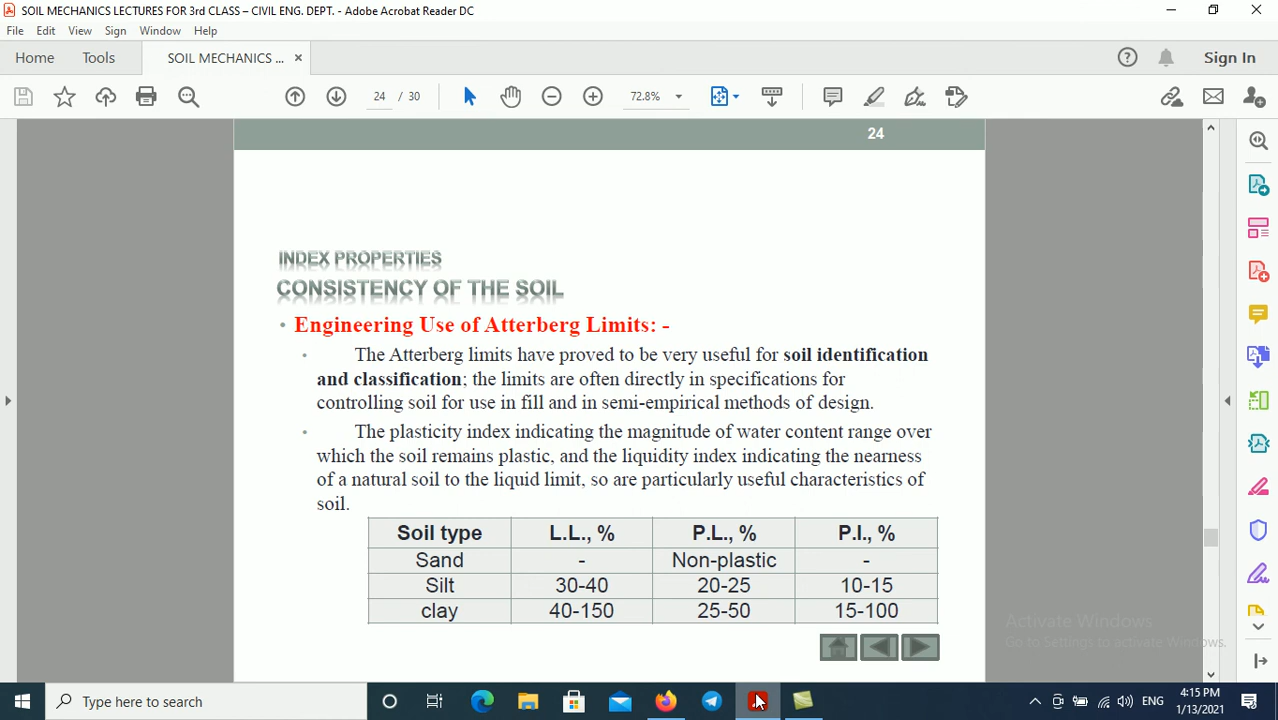 SOIL MECHANICS LECTURES FOR 3rd CLASS – CIVIL ENG. DEPT. - Adobe Acrobat Reader DC
File Edit View Sign Window Help
Home Tools SOIL MECHANICS ... × Sign In
24 / 30 72.8%
24
INDEX PROPERTIES
CONSISTENCY OF THE SOIL
• Engineering Use of Atterberg Limits: -
• The Atterberg limits have proved to be very useful for soil identification
and classification; the limits are often directly in specifications for
controlling soil for use in fill and in semi-empirical methods of design.
• The plasticity index indicating the magnitude of water content range over
which the soil remains plastic, and the liquidity index indicating the nearness
of a natural soil to the liquid limit, so are particularly useful characteristics of
soil.
Soil type L.L., % P.L., % P.I., %
Sand - Non-plastic -
Silt 30-40 20-25 10-15
clay 40-150 25-50 15-100
Activate Windows
Go to Settings to activate Windows.
Type here to search
ENG 4:15 PM
1/13/2021